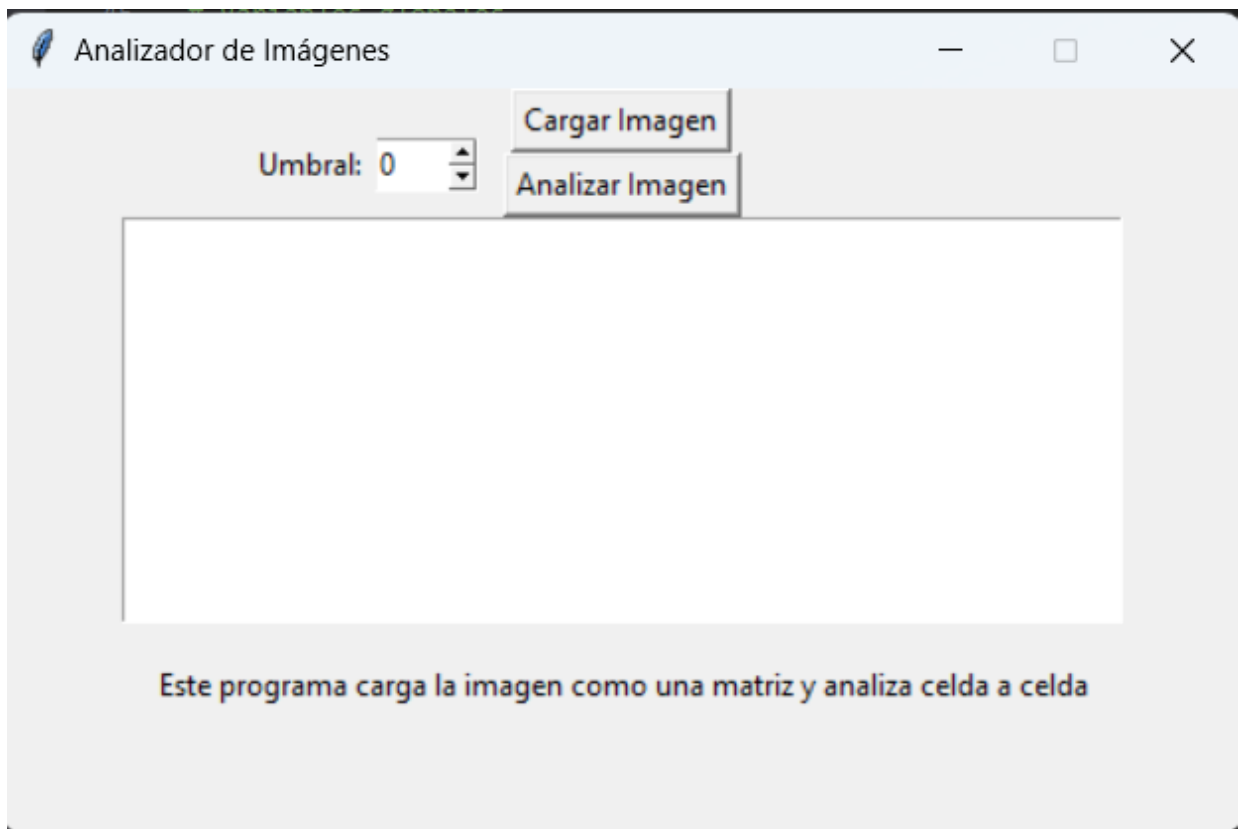 Analizador de Imágenes
Cargar Imagen
Umbral: 0
Analizar Imagen
Este programa carga la imagen como una matriz y analiza celda a celda